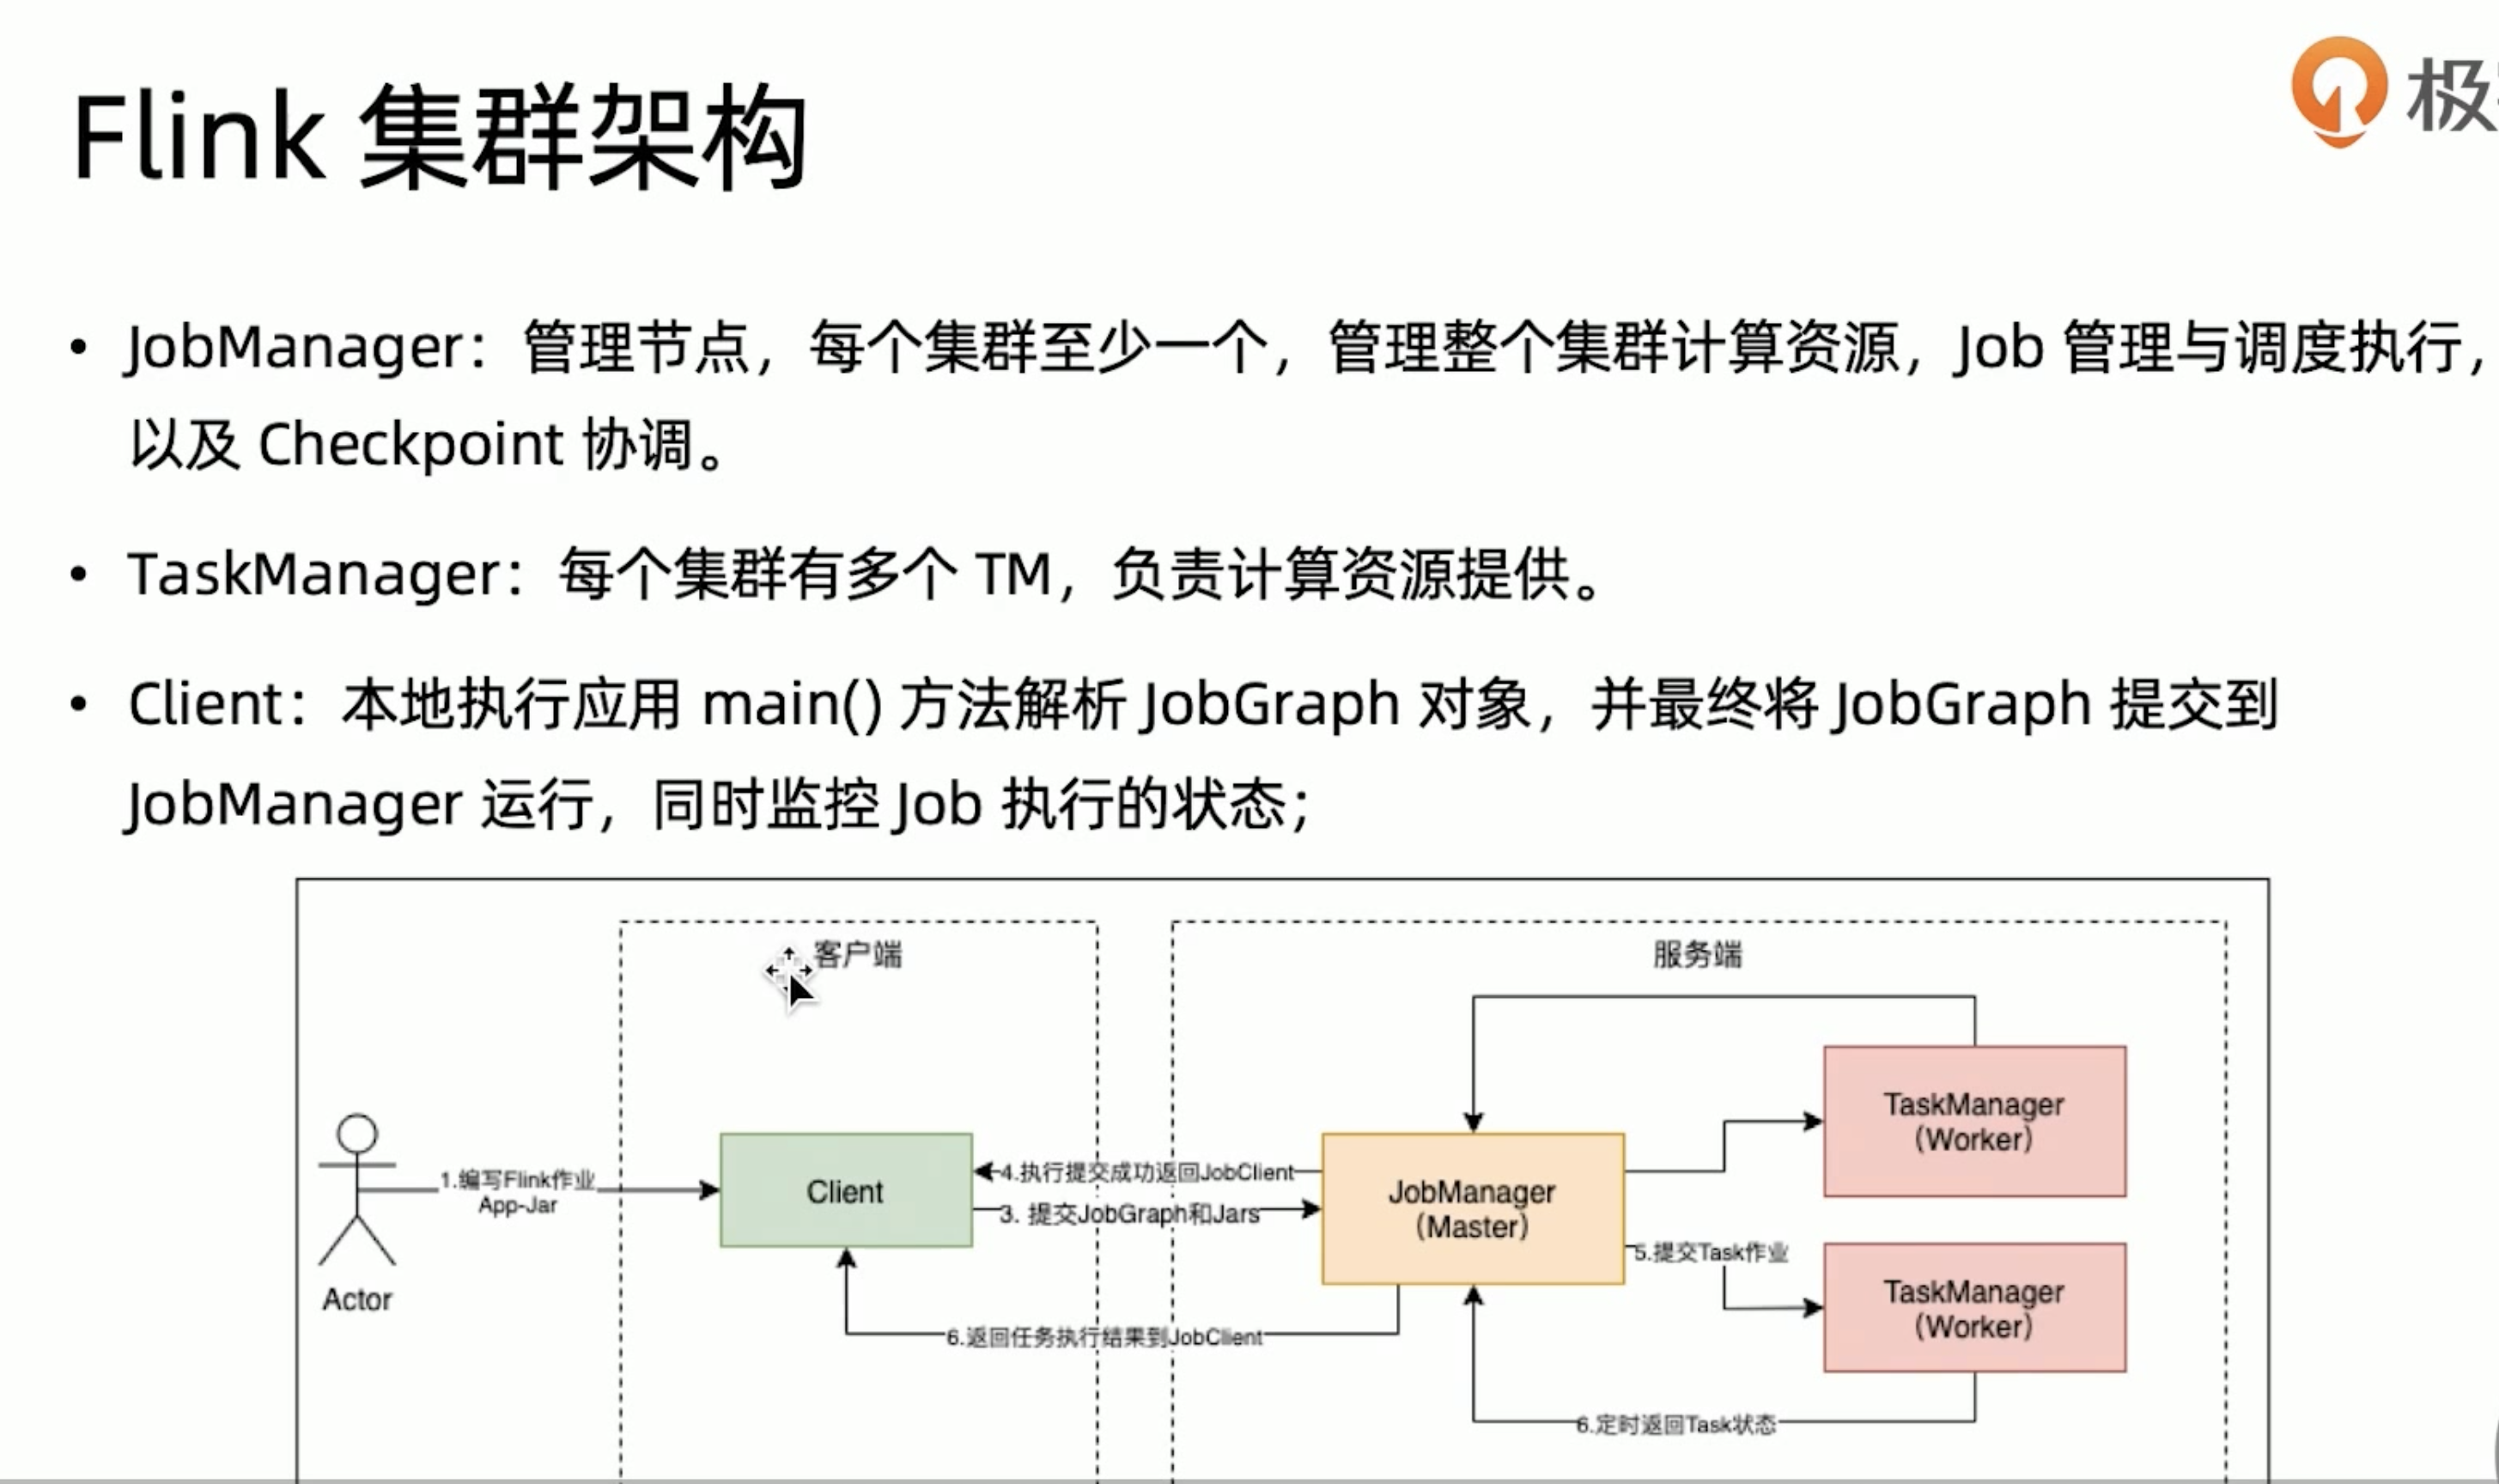 Flink 集群架构
极
• JobManager：管理节点，每个集群至少一个，管理整个集群计算资源，Job 管理与调度执行，
以及 Checkpoint 协调。
• TaskManager：每个集群有多个 TM，负责计算资源提供。
• Client：本地执行应用 main() 方法解析 JobGraph 对象，并最终将 JobGraph 提交到
JobManager 运行，同时监控 Job 执行的状态；
客户端
服务端
Actor
1.编写Flink作业
App-Jar
Client
4.执行提交成功返回JobClient
3. 提交JobGraph和Jars
6.返回任务执行结果到JobClient
JobManager
(Master)
5.提交Task作业
TaskManager
(Worker)
TaskManager
(Worker)
6.定时返回Task状态